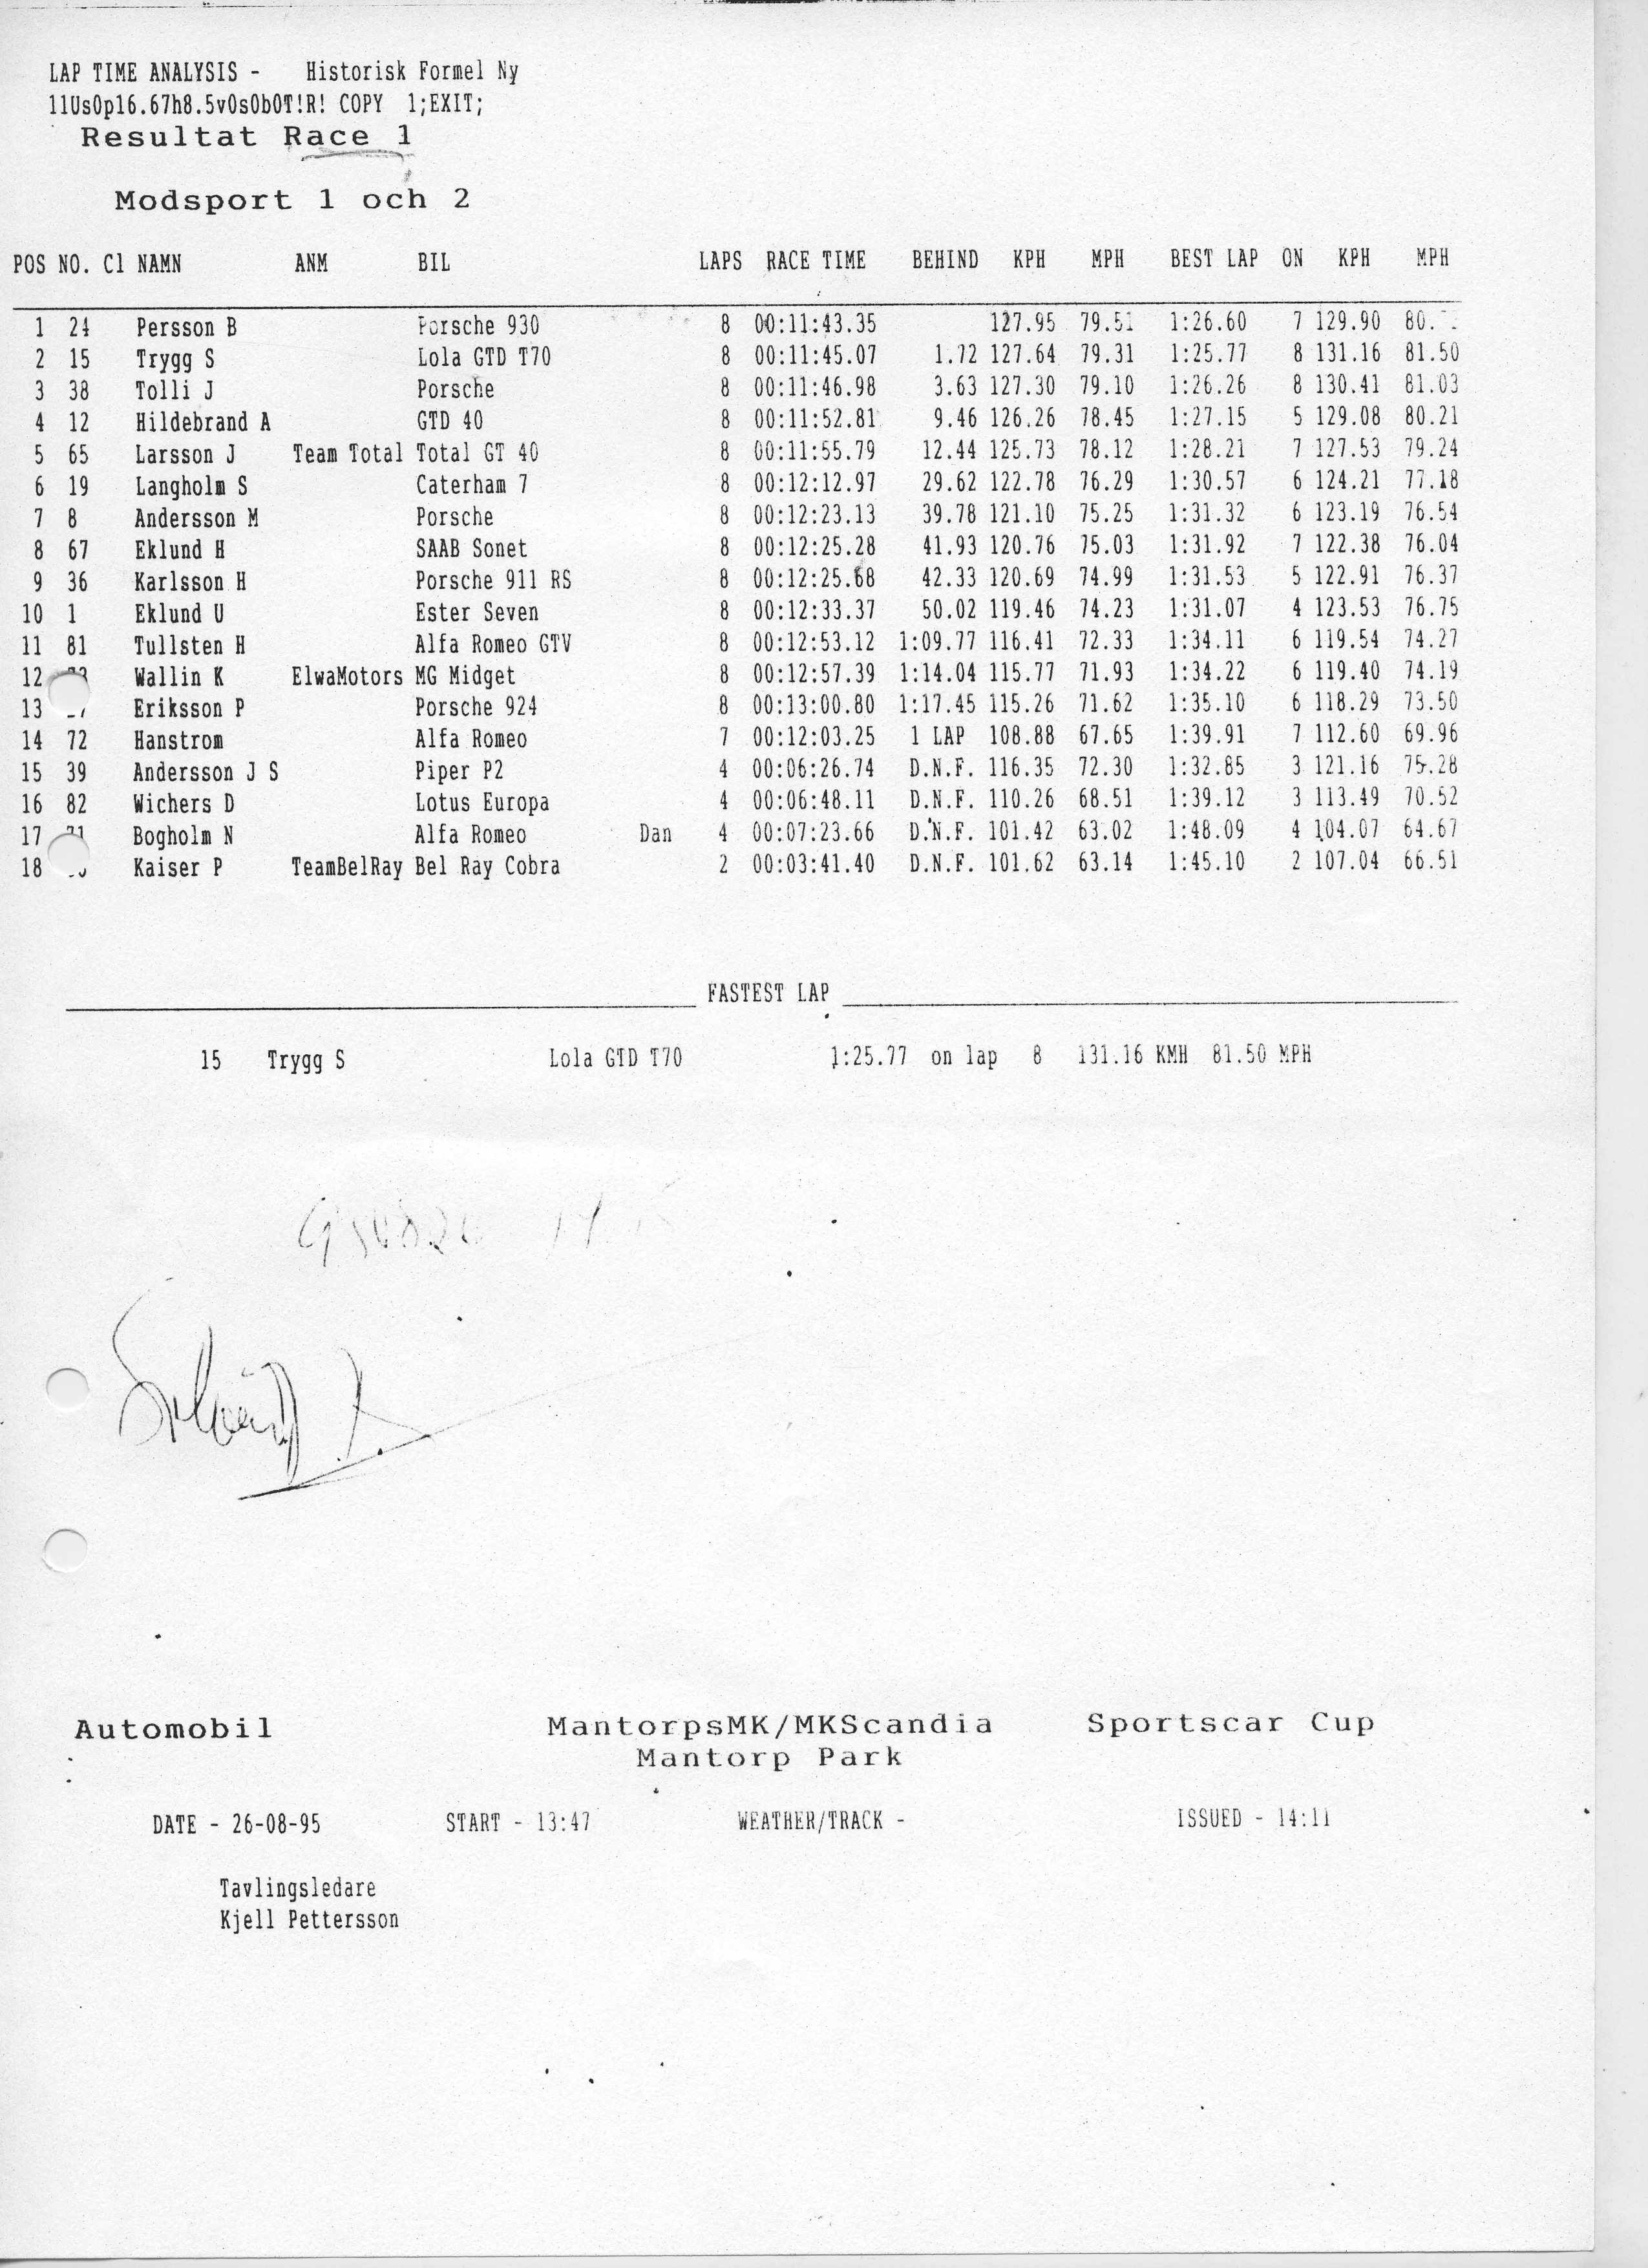 LAP TIME ANALYSIS - Historisk Formel Ny
11Us0p16.67h8.5v0s0b0T!R! COPY 1;EXIT;
Resultat Race 1
Modsport 1 och 2
POS NO. Cl NAMN ANM BIL LAPS RACE TIME BEHIND KPH MPH BEST LAP ON KPH MPH
1 24 Persson B Porsche 930 8 00:11:43.35 127.95 79.51 1:26.60 7 129.90
2 15 Trygg S Lola GTD T70 8 00:11:45.07 1.72 127.64 79.31 1:25.77 8 131.16 81.50
3 38 Tolli J Porsche 8 00:11:46.98 3.63 127.30 79.10 1:26.26 8 130.41 81.03
4 12 Hildebrand A GTD 40 8 00:11:52.81 9.46 126.26 78.45 1:27.15 5 129.08 80.21
5 65 Larsson J Team Total Total GT 40 8 00:11:55.79 12.44 125.73 78.12 1:28.21 7 127.53 79.24
6 19 Langholm S Caterham 7 8 00:12:12.97 29.62 122.78 76.29 1:30.57 6 124.21 77.18
7 8 Andersson M Porsche 8 00:12:23.13 39.78 121.10 75.25 1:31.32 6 123.19 76.54
8 67 Eklund H SAAB Sonet 8 00:12:25.28 41.93 120.76 75.03 1:31.92 7 122.38 76.04
9 36 Karlsson H Porsche 911 RS 8 00:12:25.68 42.33 120.69 74.99 1:31.53 5 122.91 76.37
10 1 Eklund U Ester Seven 8 00:12:33.37 50.02 119.46 74.23 1:31.07 4 123.53 76.75
11 81 Tullsten H Alfa Romeo GTV 8 00:12:53.12 1:09.77 116.41 72.33 1:34.11 6 119.54 74.27
12 Wallin K ElwaMotors MG Midget 8 00:12:57.39 1:14.04 115.77 71.93 1:34.22 6 119.40 74.19
13 Eriksson P Porsche 924 8 00:13:00.80 1:17.45 115.26 71.62 1:35.10 6 118.29 73.50
14 72 Hanstrom Alfa Romeo 7 00:12:03.25 1 LAP 108.88 67.65 1:39.91 7 112.60 69.96
15 39 Andersson J S Piper P2 4 00:06:26.74 D.N.F. 116.35 72.30 1:32.85 3 121.16 75.28
16 82 Wichers D Lotus Europa 4 00:06:48.11 D.N.F. 110.26 68.51 1:39.12 3 113.49 70.52
17 Bogholm N Alfa Romeo Dan 4 00:07:23.66 D.N.F. 101.42 63.02 1:48.09 4 104.07 64.67
18 Kaiser P TeamBelRay Bel Ray Cobra 2 00:03:41.40 D.N.F. 101.62 63.14 1:45.10 2 107.04 66.51
FASTEST LAP
15 Trygg S Lola GTD T70 1:25.77 on lap 8 131.16 KMH 81.50 MPH
Automobil MantorpsMK/MKScandia Sportscar Cup
Mantorp Park
DATE - 26-08-95 START - 13:47 WEATHER/TRACK - ISSUED - 14:11
Tavlingsledare
Kjell Pettersson